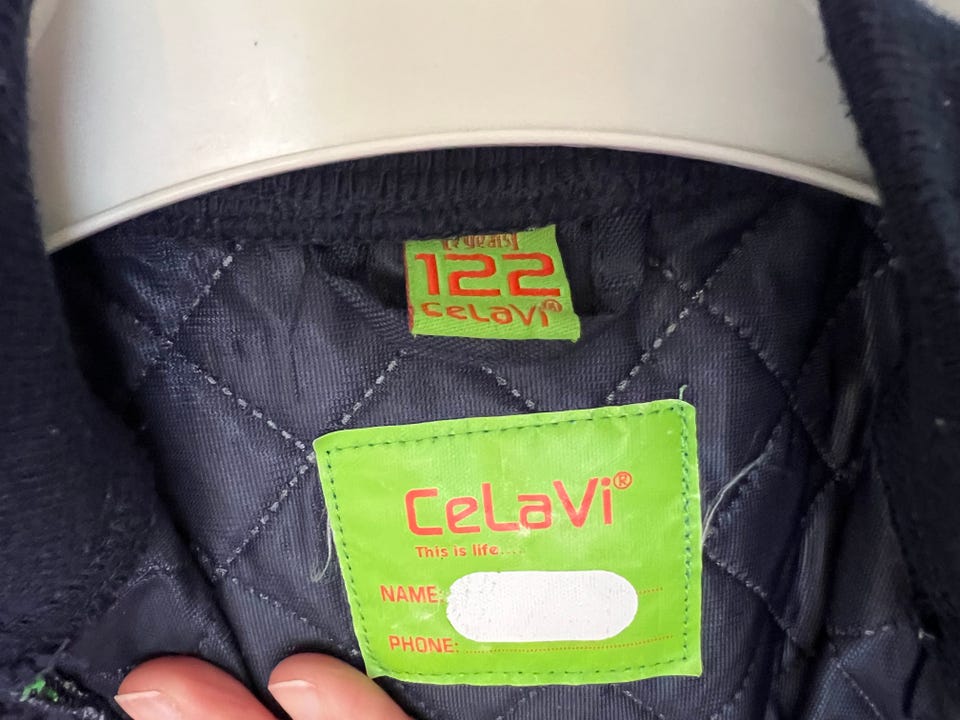 122
CeLaVi®
CeLaVi®
This is life....
NAME:
PHONE: